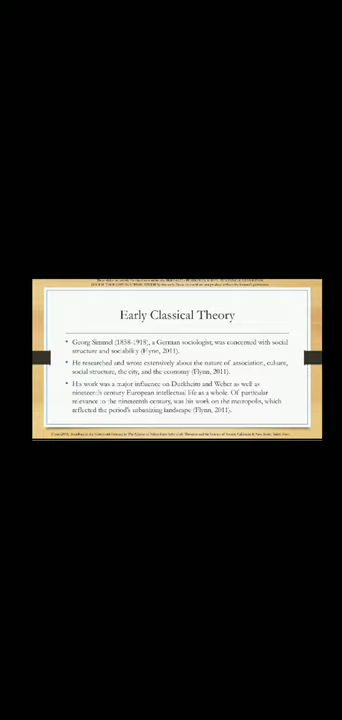 Early Classical Theory
• Georg Simmel (1858-1918), a German sociologist, was concerned with social
structure and sociability (Flynn, 2011).
• He researched and wrote extensively about the nature of association, culture,
social structure, the city, and the economy (Flynn, 2011).
• His work was a major influence on Durkheim and Weber as well as
nineteenth century European intellectual life as a whole. Of particular
relevance to the nineteenth century, was his work on the metropolis, which
reflected the period's urbanizing landscape (Flynn, 2011).